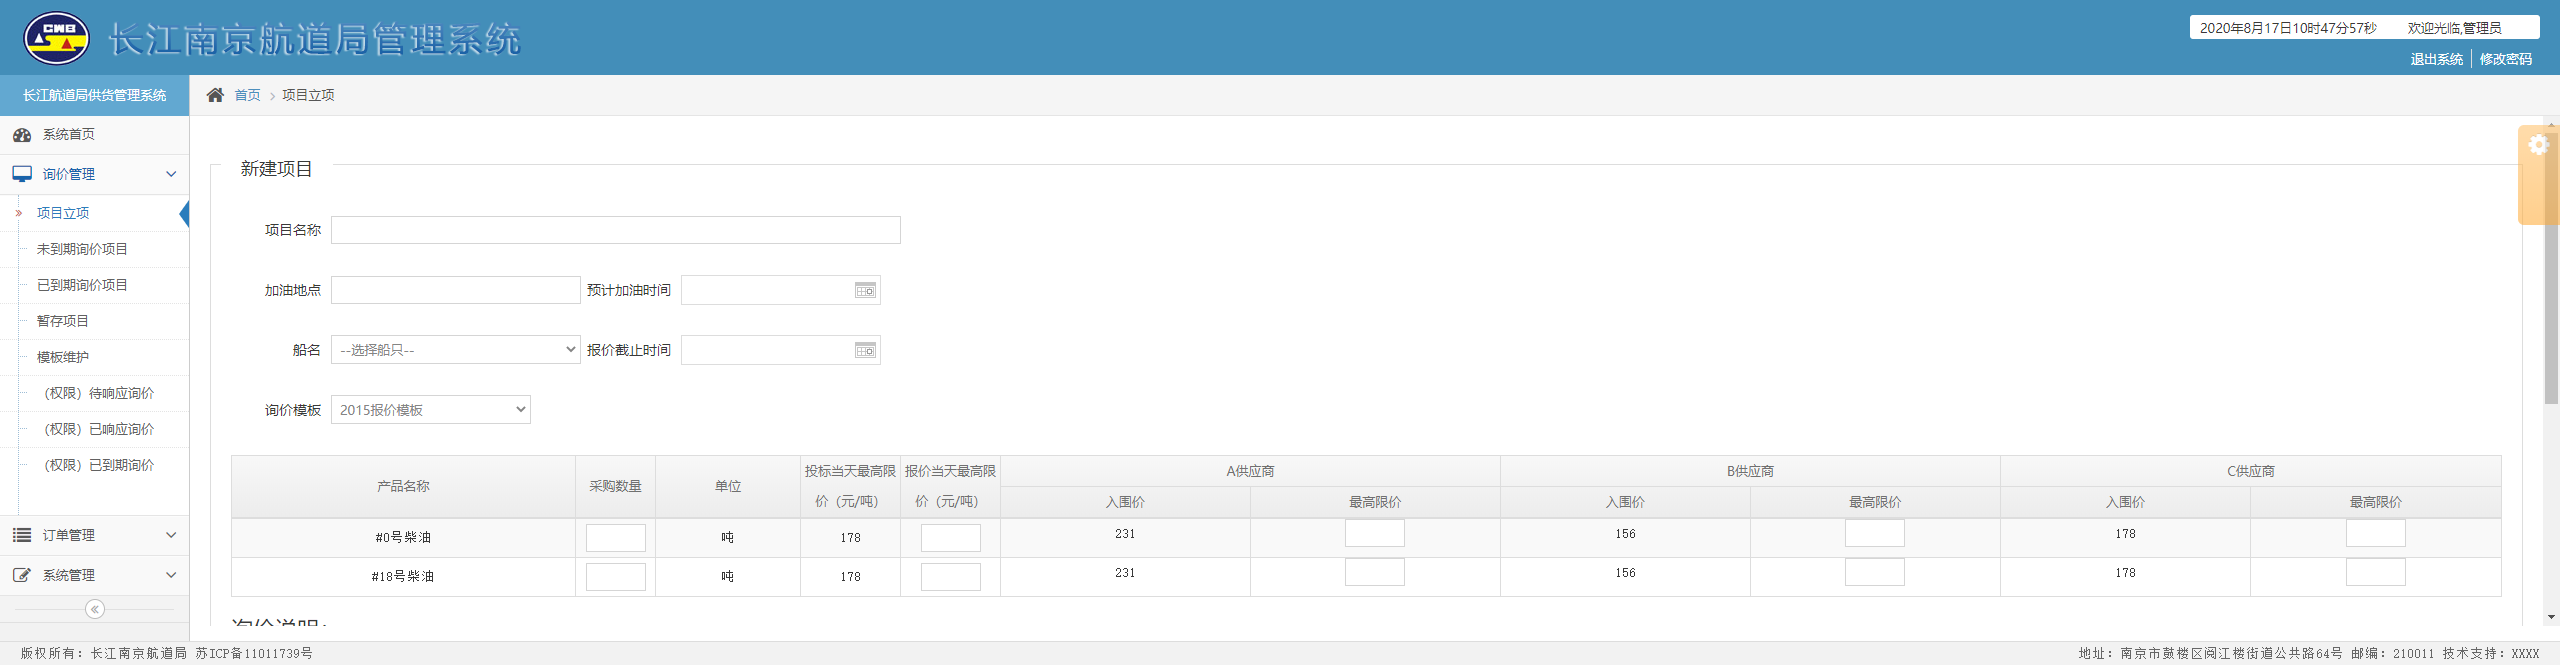 CWB
长江南京航道局管理系统
2020年8月17日10时47分57秒 欢迎光临,管理员
退出系统 修改密码
长江航道局供货管理系统
首页 > 项目立项
系统首页
询价管理
项目立项
未到期询价项目
已到期询价项目
暂存项目
模板维护
（权限）待响应询价
（权限）已响应询价
（权限）已到期询价
订单管理
系统管理
新建项目
项目名称
加油地点 预计加油时间
船名 --选择船只-- 报价截止时间
询价模板 2015报价模板
产品名称 采购数量 单位 投标当天最高限价（元/吨） 报价当天最高限价（元/吨） A供应商 B供应商 C供应商
入围价 最高限价 入围价 最高限价 入围价 最高限价
#0号柴油 吨 178 231 156 178
#18号柴油 吨 178 231 156 178
询价说明：
版权所有：长江南京航道局 苏ICP备11011739号
地址：南京市鼓楼区阅江楼街道公共路64号 邮编：210011 技术支持：XXXX